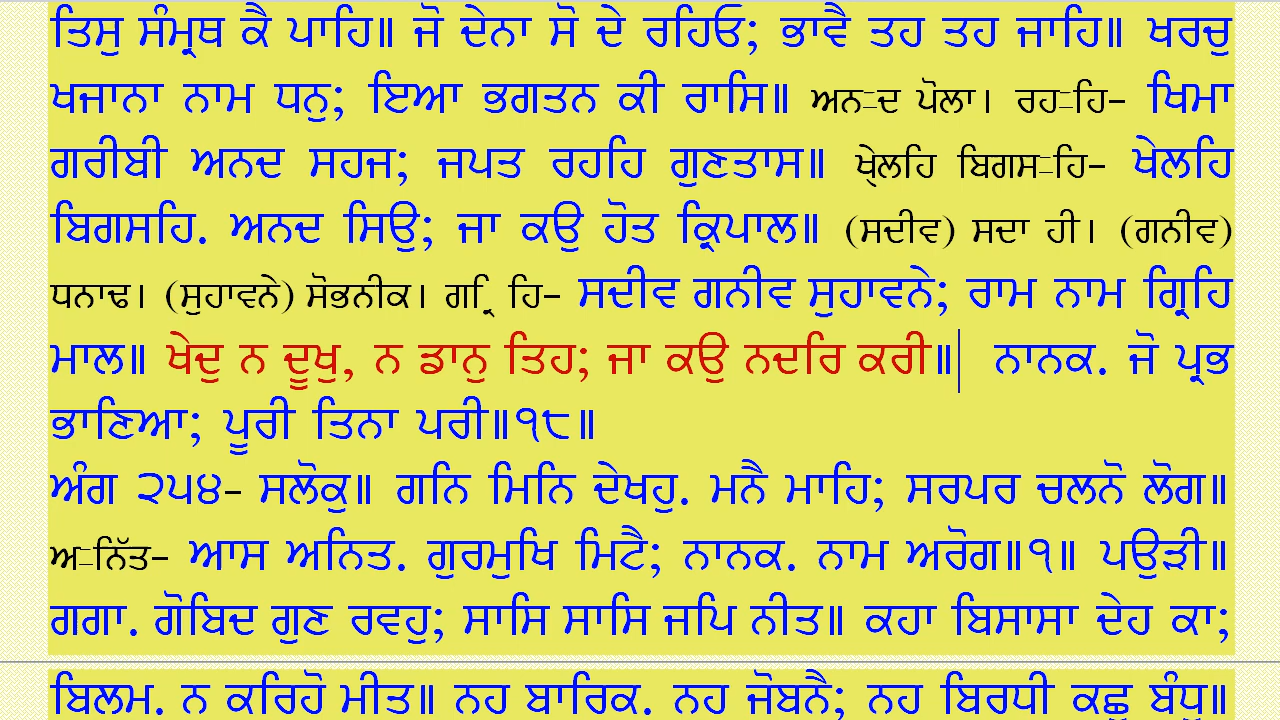 ਤਿਸੁ ਸੰਮ੍ਰਥ ਕੈ ਪਾਹਿ॥ ਜੋ ਦੇਨਾ ਸੋ ਦੇ ਰਹਿਓ; ਭਾਵੈ ਤਹ ਤਹ ਜਾਹਿ॥ ਖਰਚੁ
ਖਜਾਨਾ ਨਾਮ ਧਨੁ; ਇਆ ਭਗਤਨ ਕੀ ਰਾਸਿ॥ ਅਨ-ਦ ਪੋਲਾ। ਰਹ-ਹਿ– ਖਿਮਾ
ਗਰੀਬੀ ਅਨਦ ਸਹਜ; ਜਪਤ ਰਹਹਿ ਗੁਣਤਾਸ॥ ਖੇਲਹਿ ਬਿਗਸ-ਹਿ– ਖੇਲਹਿ
ਬਿਗਸਹਿ. ਅਨਦ ਸਿਉ; ਜਾ ਕਉ ਹੋਤ ਕ੍ਰਿਪਾਲ॥ (ਸਦੀਵ) ਸਦਾ ਹੀ। (ਗਨੀਵ)
ਧਨਾਢ। (ਸੁਹਾਵਨੇ) ਸੋਭਨੀਕ। ਗ੍ਰਿ ਹਿ– ਸਦੀਵ ਗਨੀਵ ਸੁਹਾਵਨੇ; ਰਾਮ ਨਾਮ ਗ੍ਰਿਹਿ
ਮਾਲ॥ ਖੇਦੁ ਨ ਦੂਖੁ, ਨ ਡਾਨੁ ਤਿਹ; ਜਾ ਕਉ ਨਦਰਿ ਕਰੀ॥ ਨਾਨਕ. ਜੋ ਪ੍ਰਭ
ਭਾਣਿਆ; ਪੂਰੀ ਤਿਨਾ ਪਰੀ॥੧੮॥
ਅੰਗ ੨੫੪– ਸਲੋਕੁ॥ ਗਨਿ ਮਿਨਿ ਦੇਖਹੁ. ਮਨੈ ਮਾਹਿ; ਸਰਪਰ ਚਲਨੋ ਲੋਗ॥
ਅ-ਨਿੱਤ– ਆਸ ਅਨਿਤ. ਗੁਰਮੁਖਿ ਮਿਟੈ; ਨਾਨਕ. ਨਾਮ ਅਰੋਗ॥੧॥ ਪਉੜੀ॥
ਗਗਾ. ਗੋਬਿਦ ਗੁਣ ਰਵਹੁ; ਸਾਸਿ ਸਾਸਿ ਜਪਿ ਨੀਤ॥ ਕਹਾ ਬਿਸਾਸਾ ਦੇਹ ਕਾ;
ਬਿਲਮ. ਨ ਕਰਿਹੋ ਮੀਤ॥ ਨਹ ਬਾਰਿਕ. ਨਹ ਜੋਬਨੈ; ਨਹ ਬਿਰਧੀ ਕਛੁ ਬੰਧੁ॥